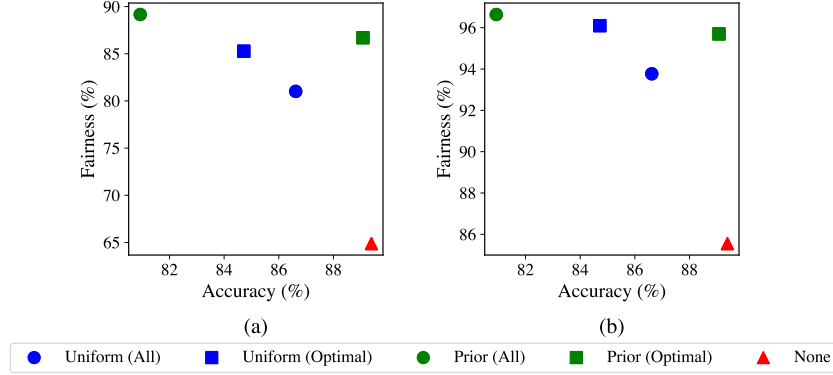 90
85
80
75
70
65
Fairness (%)
82 84 86 88
Accuracy (%)
(a)
96
94
92
90
88
86
Fairness (%)
82 84 86 88
Accuracy (%)
(b)
Uniform (All) Uniform (Optimal) Prior (All) Prior (Optimal) None